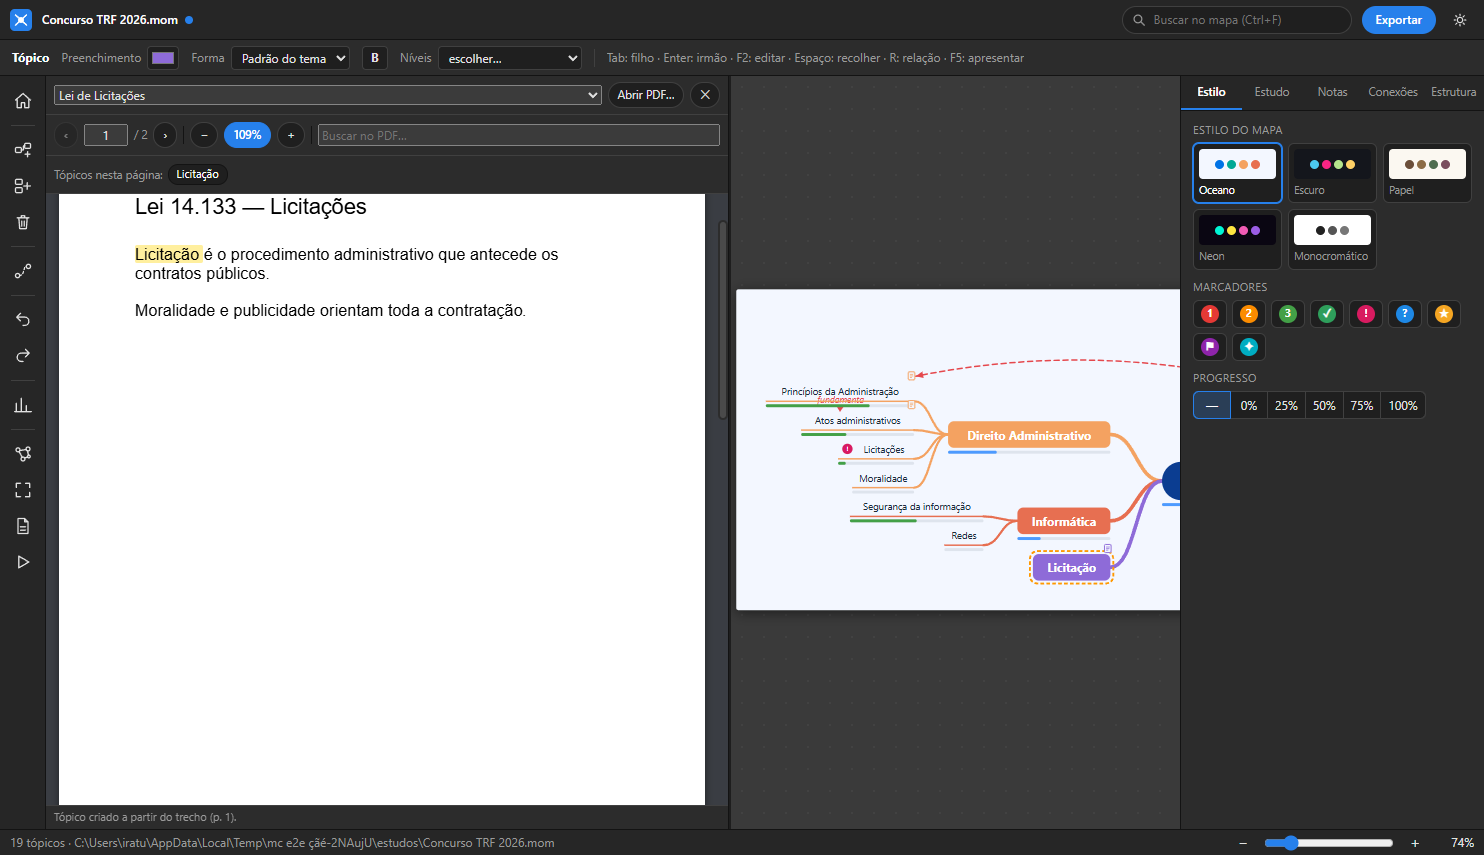 Concurso TRF 2026.mom
Buscar no mapa (Ctrl+F)
Exportar
Tópico
Preenchimento
Forma
Padrão do tema
B
Níveis
escolher...
Tab: filho · Enter: irmão · F2: editar · Espaço: recolher · R: relação · F5: apresentar
Lei de Licitações
Abrir PDF...
1
/ 2
109%
Buscar no PDF...
Tópicos nesta página:
Licitação
Lei 14.133 — Licitações
Licitação é o procedimento administrativo que antecede os
contratos públicos.
Moralidade e publicidade orientam toda a contratação.
Tópico criado a partir do trecho (p. 1).
Princípios da Administração
fundamento
Atos administrativos
Licitações
Moralidade
Direito Administrativo
Segurança da informação
Redes
Informática
Licitação
Estilo
Estudo
Notas
Conexões
Estrutura
ESTILO DO MAPA
Oceano
Escuro
Papel
Neon
Monocromático
MARCADORES
1
2
3
!
?
PROGRESSO
—
0%
25%
50%
75%
100%
19 tópicos · C:\Users\iratu\AppData\Local\Temp\mc e2e çãé-2NAujU\estudos\Concurso TRF 2026.mom
74%